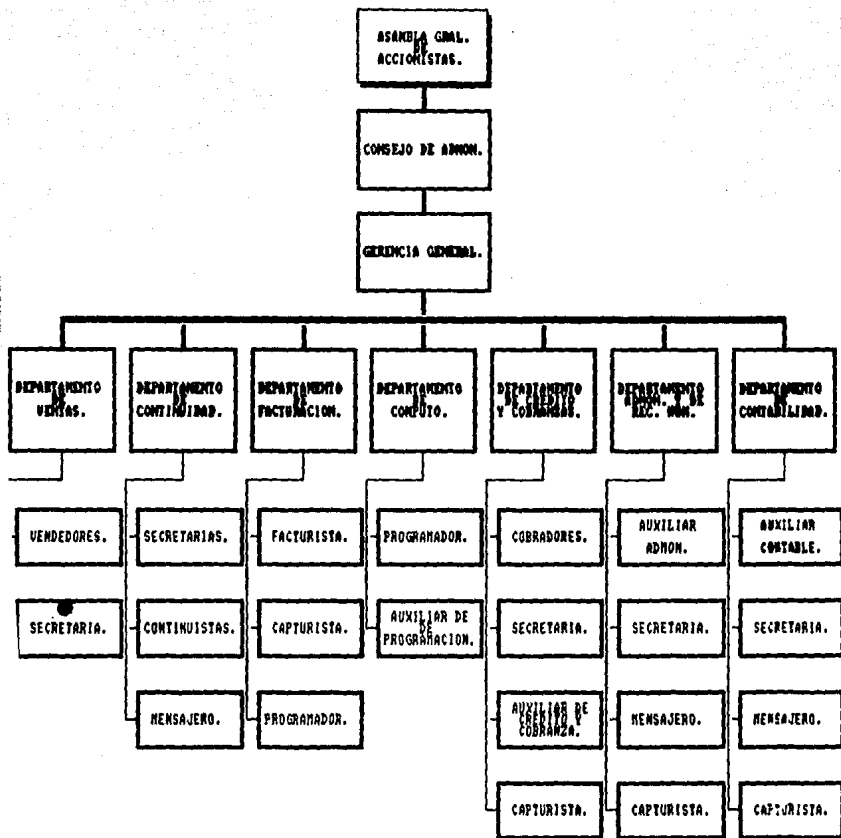 ASAMBLA GRAL.
DE
ACCIONISTAS.
CONSEJO DE ADMON.
GERENCIA GENERAL.
DEPARTAMENTO
DE
VENTAS.
DEPARTAMENTO
DE
CONTINUIDAD.
DEPARTAMENTO
DE
FACTURACION.
DEPARTAMENTO
DE
COMPUTO.
DEPARTAMENTO
DE CREDITO
Y COBRANZAS.
DEPARTAMENTO
ADMON. Y DE
REC. HUM.
DEPARTAMENTO
DE
CONTABILIDAD.
VENDEDORES.
SECRETARIA.
SECRETARIAS.
CONTINUISTAS.
MENSAJERO.
FACTURISTA.
CAPTURISTA.
PROGRAMADOR.
PROGRAMADOR.
AUXILIAR DE
DE
PROGRAMACION.
COBRADORES.
SECRETARIA.
AUXILIAR DE
CREDITO Y
COBRANZA.
CAPTURISTA.
AUXILIAR
ADMON.
SECRETARIA.
MENSAJERO.
CAPTURISTA.
AUXILIAR
CONTABLE.
SECRETARIA.
MENSAJERO.
CAPTURISTA.